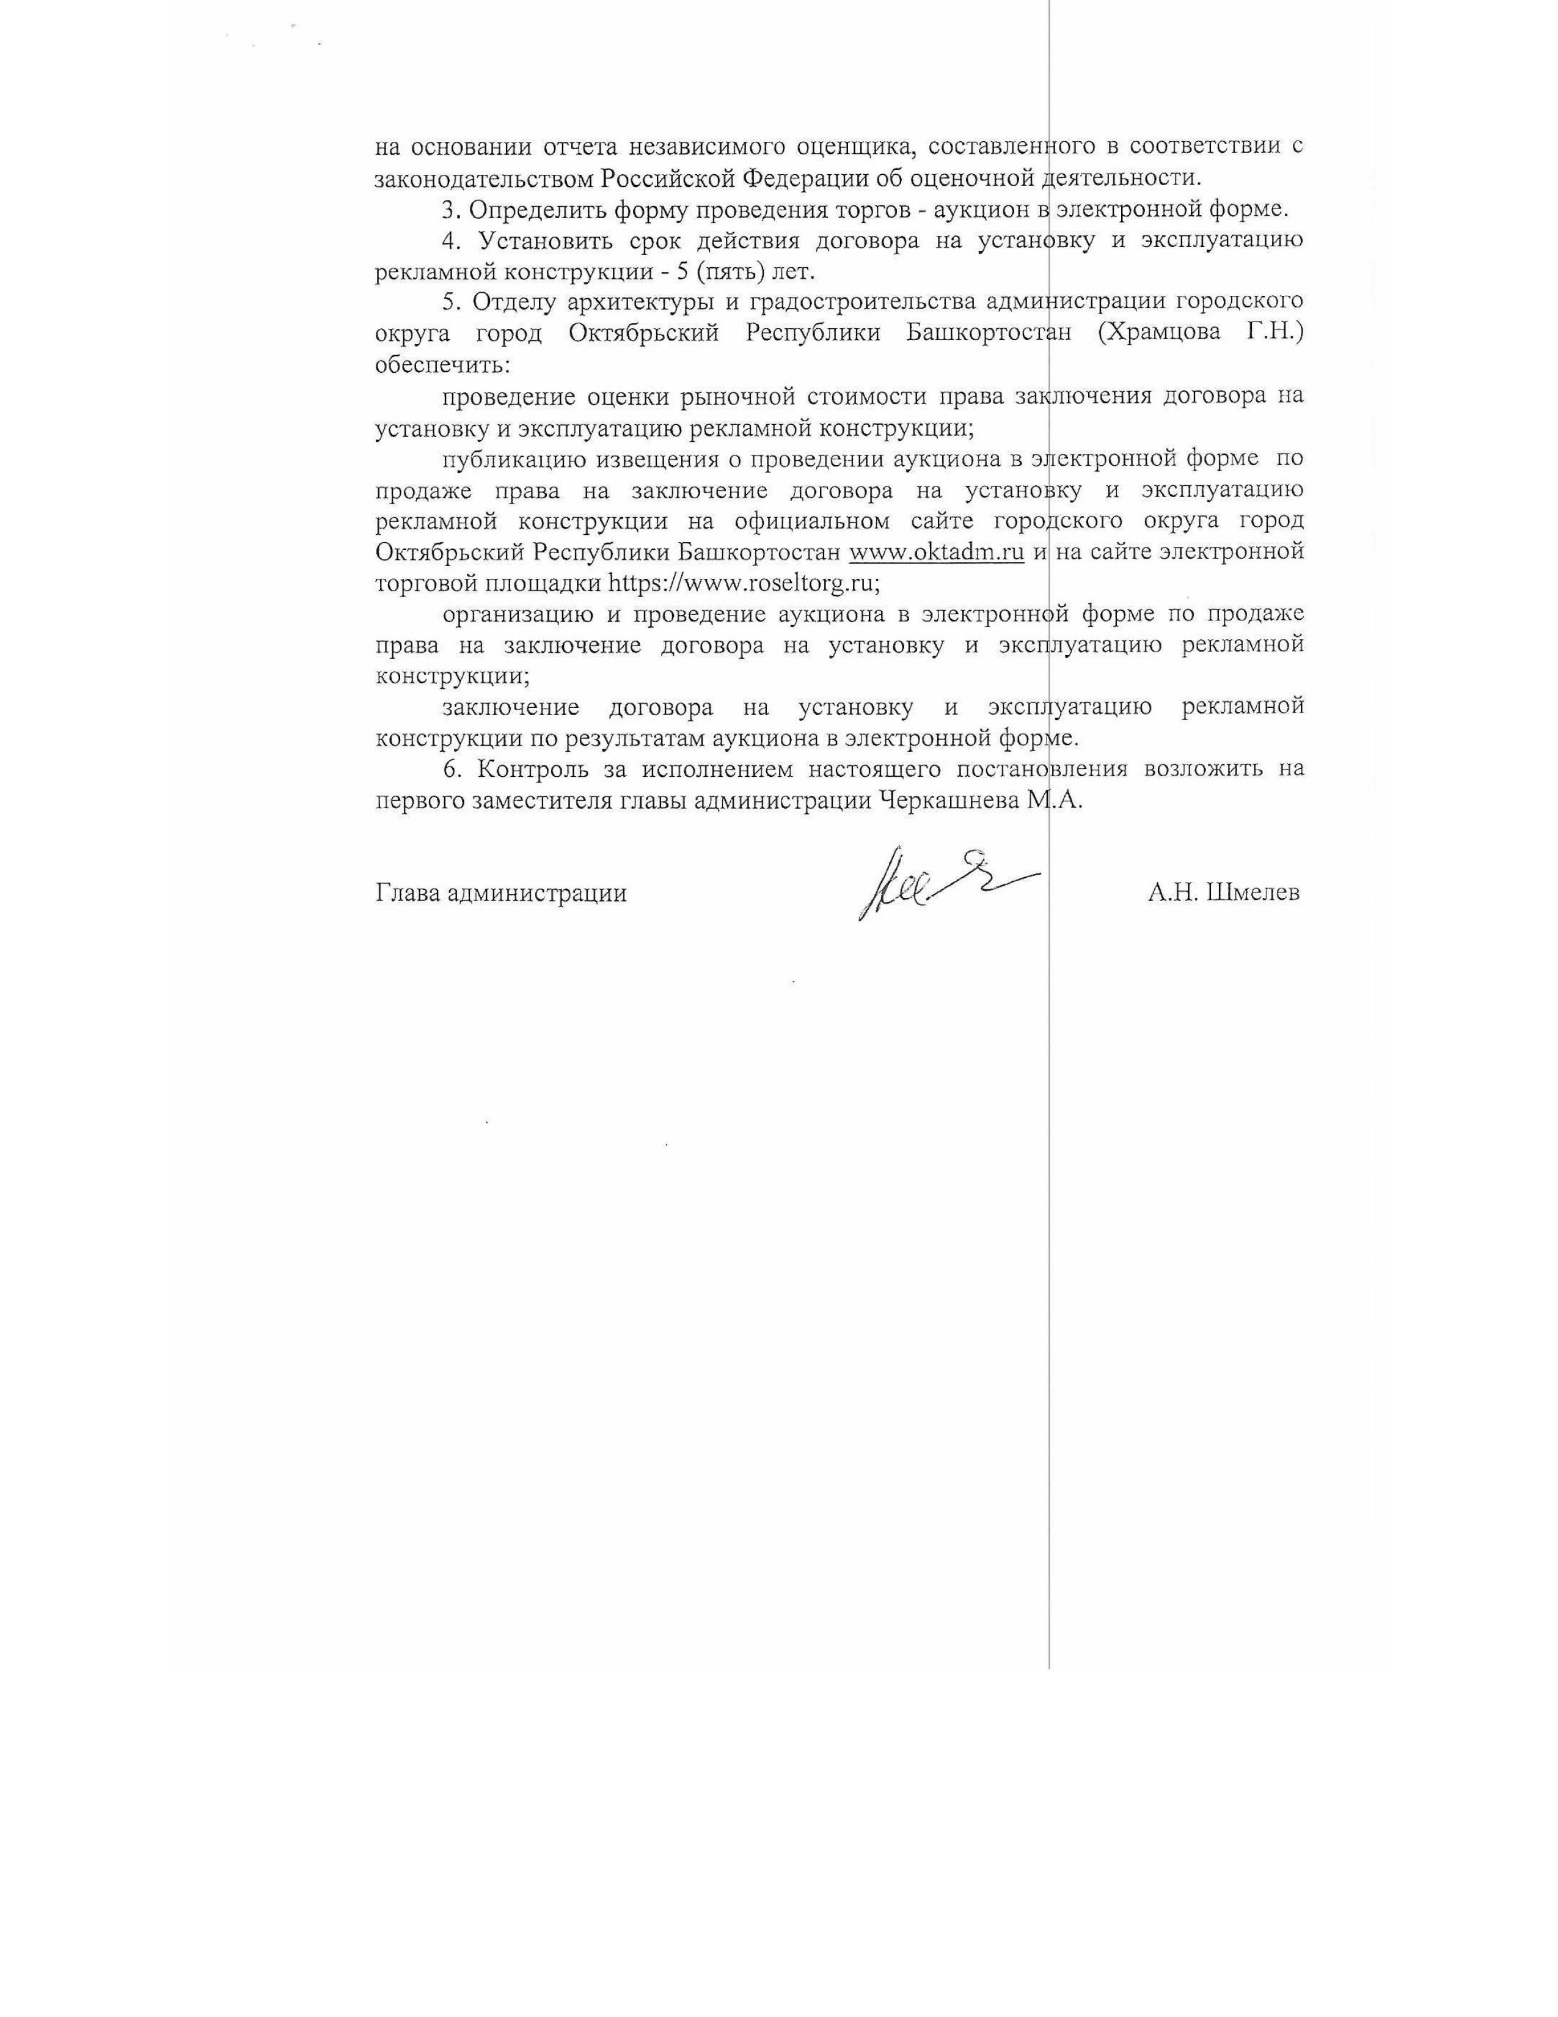 на основании отчета независимого оценщика, составленного в соответствии с
законодательством Российской Федерации об оценочной деятельности.
3. Определить форму проведения торгов - аукцион в электронной форме.
4. Установить срок действия договора на установку и эксплуатацию
рекламной конструкции - 5 (пять) лет.
5. Отделу архитектуры и градостроительства администрации городского
округа город Октябрьский Республики Башкортостан (Храмцова Г.Н.)
обеспечить:
проведение оценки рыночной стоимости права заключения договора на
установку и эксплуатацию рекламной конструкции;
публикацию извещения о проведении аукциона в электронной форме по
продаже права на заключение договора на установку и эксплуатацию
рекламной конструкции на официальном сайте городского округа город
Октябрьский Республики Башкортостан www.oktadm.ru и на сайте электронной
торговой площадки https://www.roseltorg.ru;
организацию и проведение аукциона в электронной форме по продаже
права на заключение договора на установку и эксплуатацию рекламной
конструкции;
заключение договора на установку и эксплуатацию рекламной
конструкции по результатам аукциона в электронной форме.
6. Контроль за исполнением настоящего постановления возложить на
первого заместителя главы администрации Черкашнева М.А.
Глава администрации А.Н. Шмелев